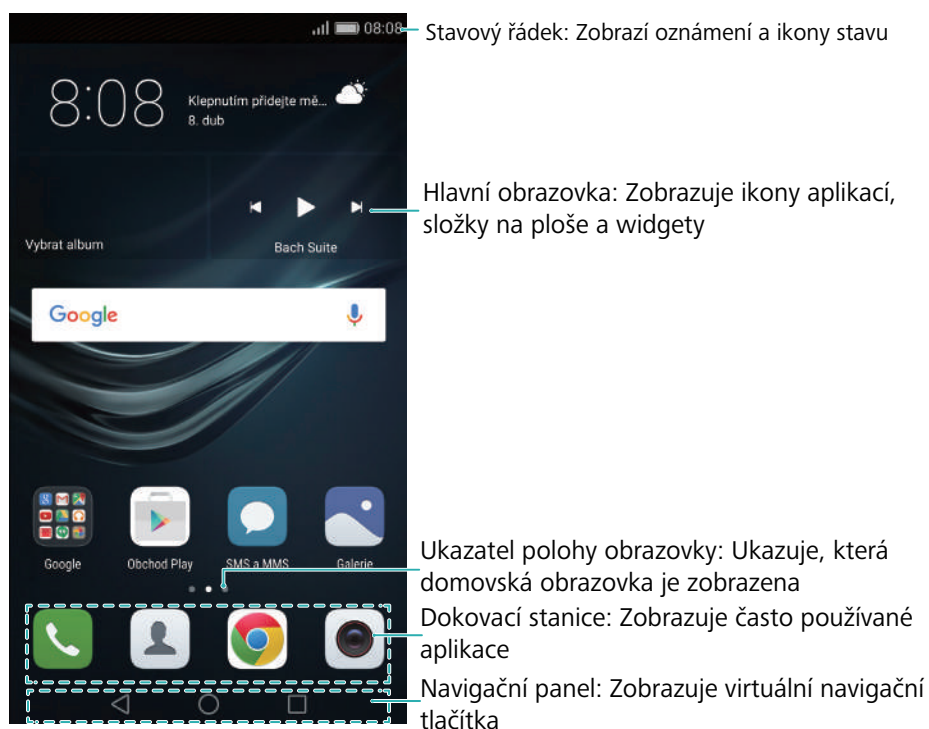 08:08
Stavový řádek: Zobrazí oznámení a ikony stavu
8:08
Klepnutím přidejte mě...
8. dub
Hlavní obrazovka: Zobrazuje ikony aplikací,
složky na ploše a widgety
Vybrat album
Bach Suite
Google
Google
Obchod Play
SMS a MMS
Galerie
Ukazatel polohy obrazovky: Ukazuje, která
domovská obrazovka je zobrazena
Dokovací stanice: Zobrazuje často používané
aplikace
Navigační panel: Zobrazuje virtuální navigační
tlačítka